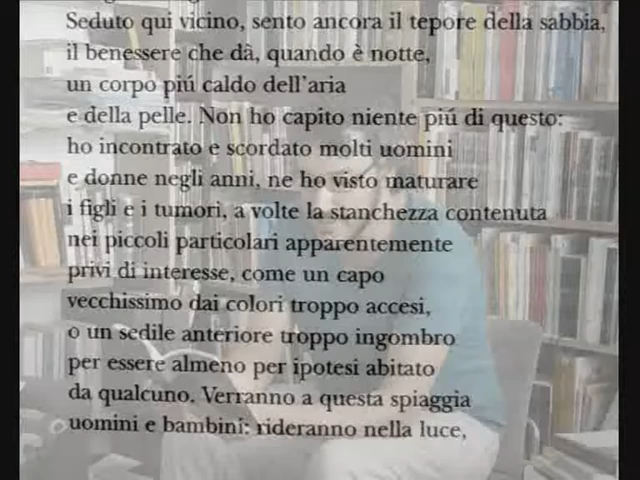 Seduto qui vicino, sento ancora il tepore della sabbia,
il benessere che dà, quando è notte,
un corpo piú caldo dell'aria
e della pelle. Non ho capito niente piú di questo:
ho incontrato e scordato molti uomini
e donne negli anni, ne ho visto maturare
i figli e i tumori, a volte la stanchezza contenuta
nei piccoli particolari apparentemente
privi di interesse, come un capo
vecchissimo dai colori troppo accesi,
o un sedile anteriore troppo ingombro
per essere almeno per ipotesi abitato
da qualcuno. Verranno a questa spiaggia
uomini e bambini: rideranno nella luce,